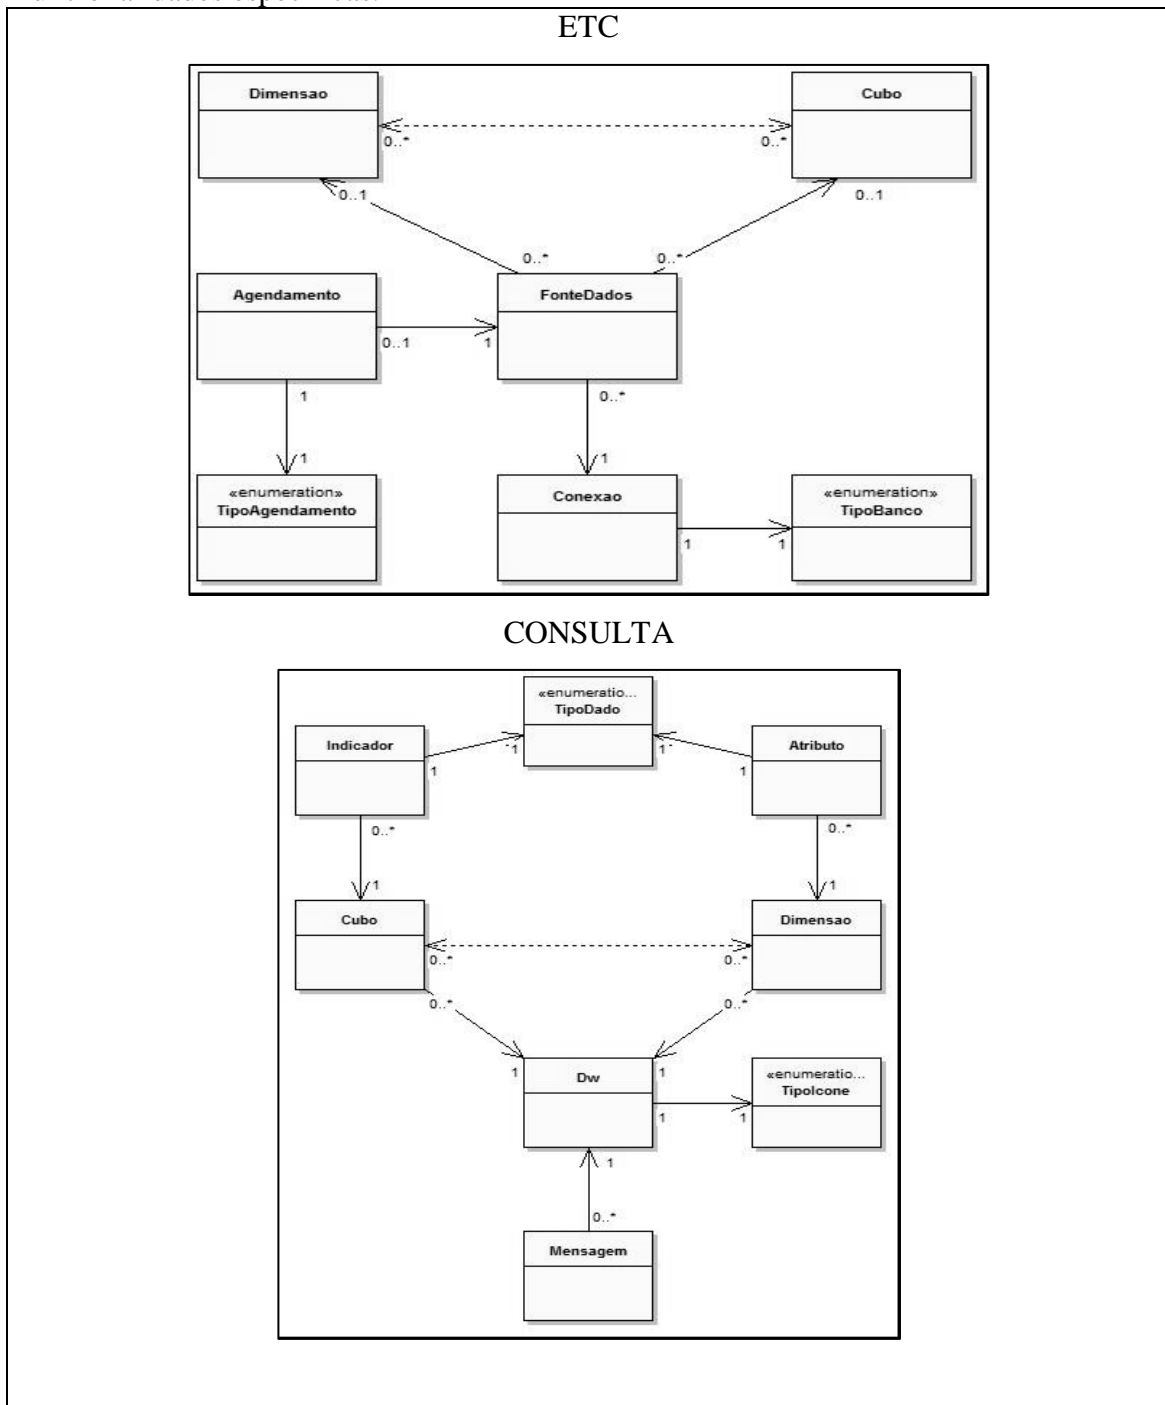 ETC
Dimensao
Cubo
0..*
0..*
0..1
0..1
0..*
0..*
Agendamento
FonteDados
0..1
1
1
0..*
1
1
«enumeration»
TipoAgendamento
Conexao
«enumeration»
TipoBanco
1
1
CONSULTA
«enumeratio...
TipoDado
Indicador
Atributo
1
1
1
1
0..*
0..*
1
1
Cubo
Dimensao
0..*
0..*
0..*
0..*
1
1
Dw
«enumeratio...
TipoIcone
1
1
1
0..*
Mensagem